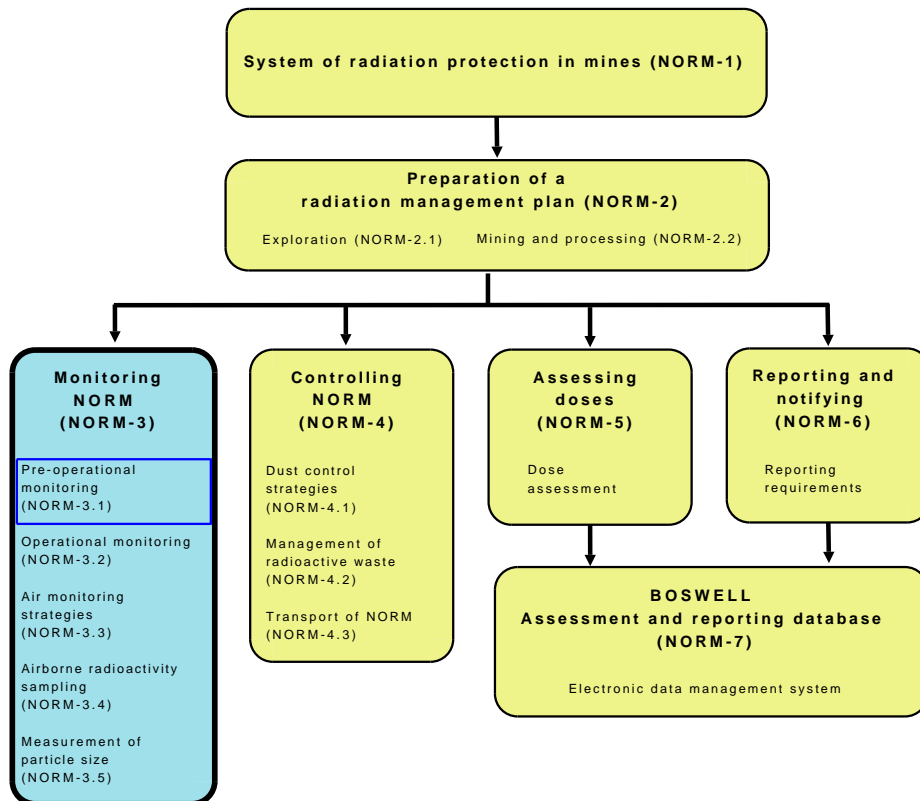 System of radiation protection in mines (NORM-1)
Preparation of a
radiation management plan (NORM-2)
Exploration (NORM-2.1)
Mining and processing (NORM-2.2)
Monitoring
NORM
(NORM-3)
Pre-operational
monitoring
(NORM-3.1)
Operational monitoring
(NORM-3.2)
Air monitoring
strategies
(NORM-3.3)
Airborne radioactivity
sampling
(NORM-3.4)
Measurement of
particle size
(NORM-3.5)
Controlling
NORM
(NORM-4)
Dust control
strategies
(NORM-4.1)
Management of
radioactive waste
(NORM-4.2)
Transport of NORM
(NORM-4.3)
Assessing
doses
(NORM-5)
Dose
assessment
Reporting and
notifying
(NORM-6)
Reporting
requirements
BOSWELL
Assessment and reporting database
(NORM-7)
Electronic data management system